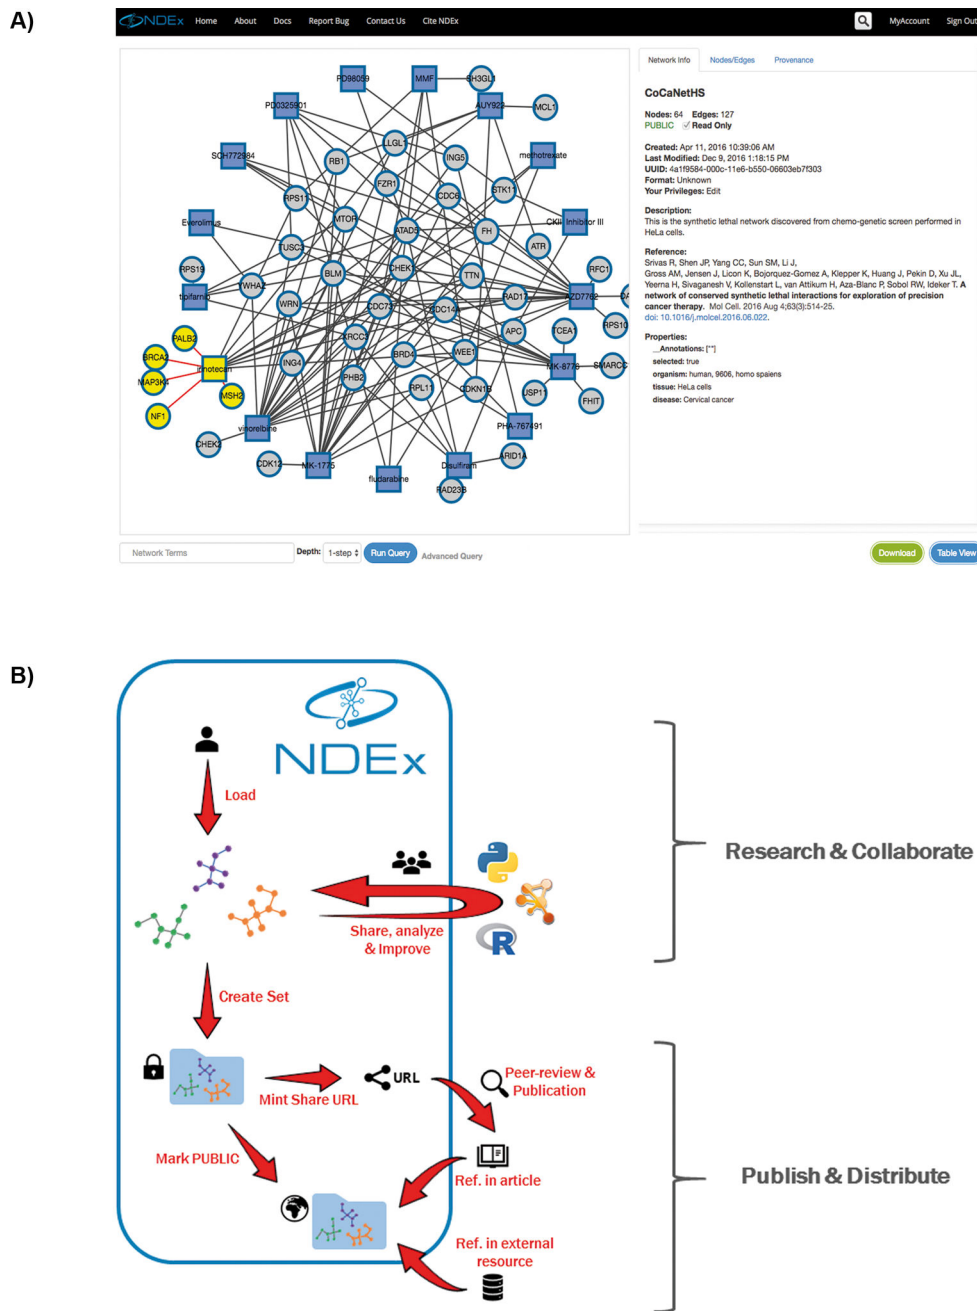 A)
NDEx Home About Docs Report Bug Contact Us Cite NDEx MyAccount Sign Out
PD98059
MMF
SH3GL1
PD0325901
AUY922
MCL1
LLGL1
SCH772984
RB1
ING5
methotrexate
FZR1
STK11
RPS11
CDC6
Everolimus
MTOR
ATAD5
FH
CKII Inhibitor III
TUSC3
ATR
RPS19
BLM
CHEK1
TTN
RFC1
YWHAZ
tipifarnib
WRN
CDC73
CDC14A
RAD17
AZD7762
DA
RPS10
PALB2
XRCC3
APC
TCEA1
BRCA2
irinotecan
ING4
BRD4
WEE1
MK-8776
SMARCC
MAP3K4
PHB2
RPL11
CDKN1B
USP11
FHIT
MSH2
NF1
vinorelbine
PHA-767491
CHEK2
CDK12
MK-1775
Disulfiram
ARID1A
fludarabine
RAD23B
Network Terms Depth: 1-step Run Query Advanced Query
Network Info Nodes/Edges Provenance
CoCaNetHS
Nodes: 64 Edges: 127
PUBLIC Read Only
Created: Apr 11, 2016 10:39:06 AM
Last Modified: Dec 9, 2016 1:18:15 PM
UUID: 4a1f9584-000c-11e6-b550-06603eb7f303
Format: Unknown
Your Privileges: Edit
Description:
This is the synthetic lethal network discovered from chemo-genetic screen performed in
HeLa cells.
Reference:
Srivas R, Shen JP, Yang CC, Sun SM, Li J,
Gross AM, Jensen J, Licon K, Bojorquez-Gomez A, Klepper K, Huang J, Pekin D, Xu JL,
Yeerna H, Sivaganesh V, Kollenstart L, van Attikum H, Aza-Blanc P, Sobol RW, Ideker T. A
network of conserved synthetic lethal interactions for exploration of precision
cancer therapy. Mol Cell. 2016 Aug 4;63(3):514-25.
doi: 10.1016/j.molcel.2016.06.022.
Properties:
__Annotations: [""]
selected: true
organism: human, 9606, homo spaiens
tissue: HeLa cells
disease: Cervical cancer
Download Table View
B)
NDEx
Load
Share, analyze
& Improve
R
Research & Collaborate
Create Set
URL
Mint Share URL
Peer-review &
Publication
Mark PUBLIC
Ref. in article
Ref. in external
resource
Publish & Distribute